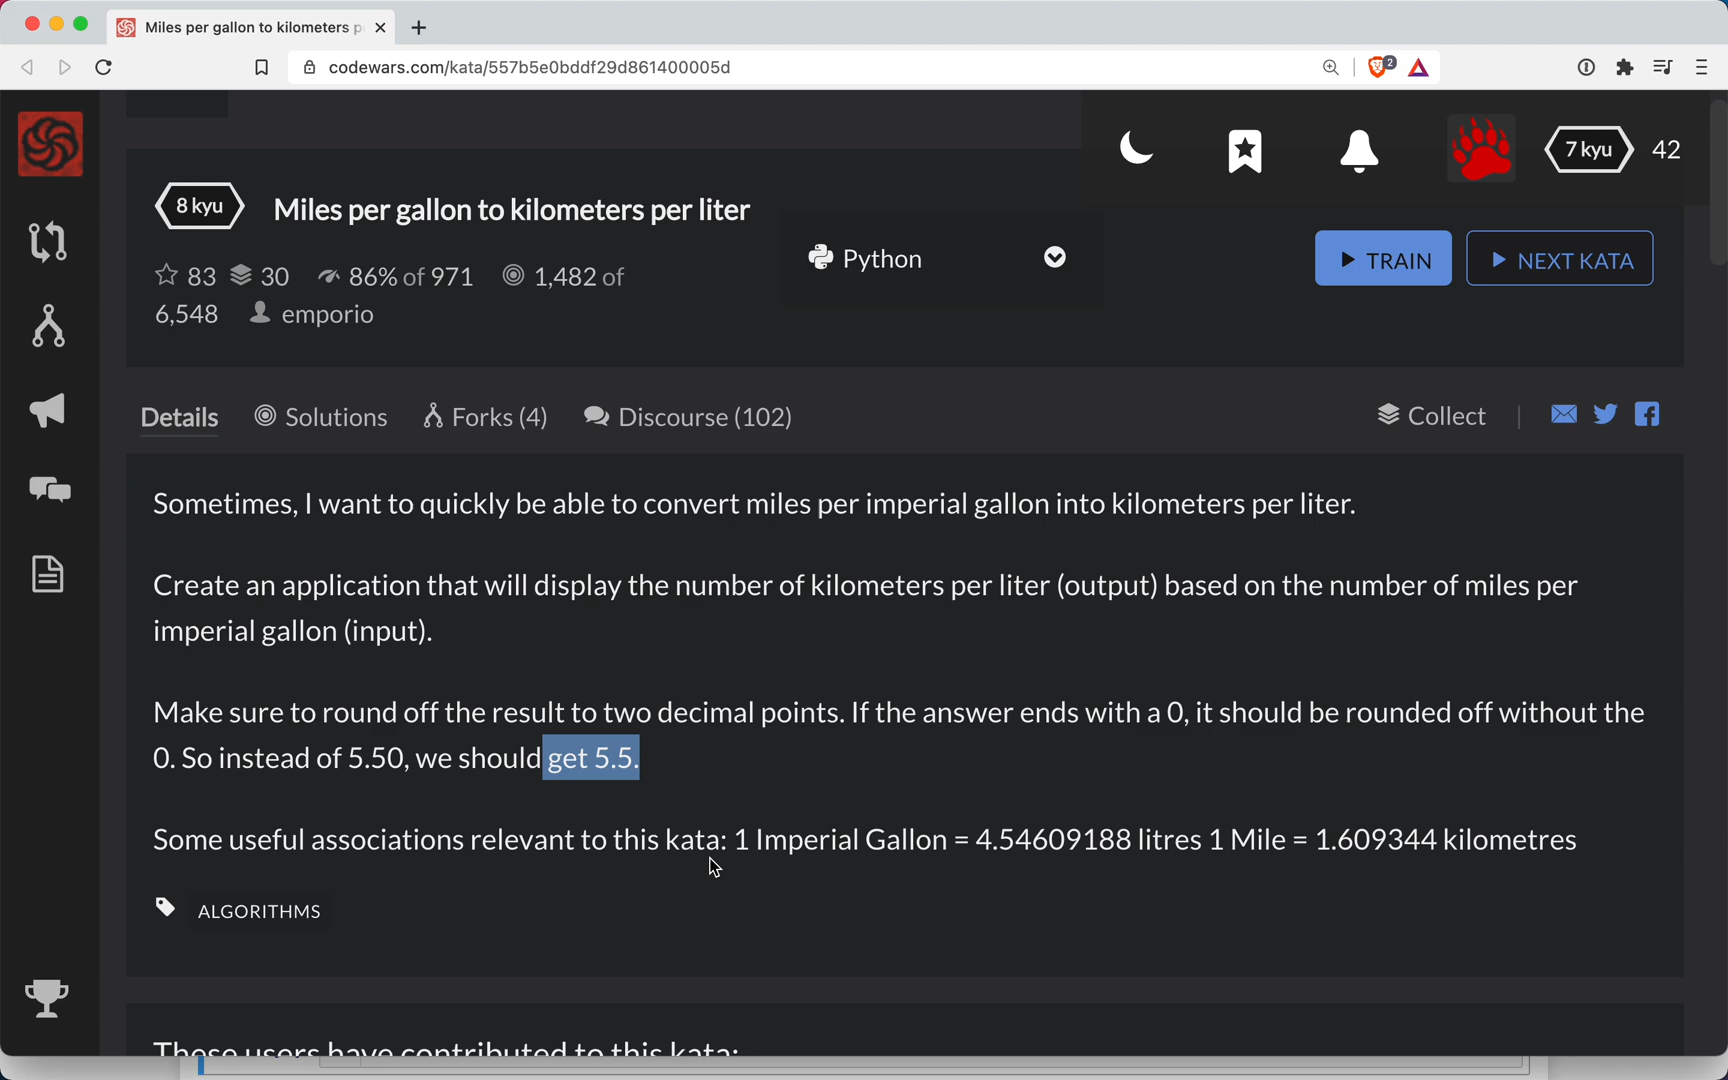 Miles per gallon to kilometers p
codewars.com/kata/557b5e0bddf29d861400005d
2
7 kyu 42
8 kyu Miles per gallon to kilometers per liter
Python
TRAIN NEXT KATA
83 30 86% of 971 1,482 of
6,548 emporio
Details Solutions Forks (4) Discourse (102) Collect
Sometimes, I want to quickly be able to convert miles per imperial gallon into kilometers per liter.
Create an application that will display the number of kilometers per liter (output) based on the number of miles per
imperial gallon (input).
Make sure to round off the result to two decimal points. If the answer ends with a 0, it should be rounded off without the
0. So instead of 5.50, we should get 5.5.
Some useful associations relevant to this kata: 1 Imperial Gallon = 4.54609188 litres 1 Mile = 1.609344 kilometres
ALGORITHMS
These users have contributed to this kata: